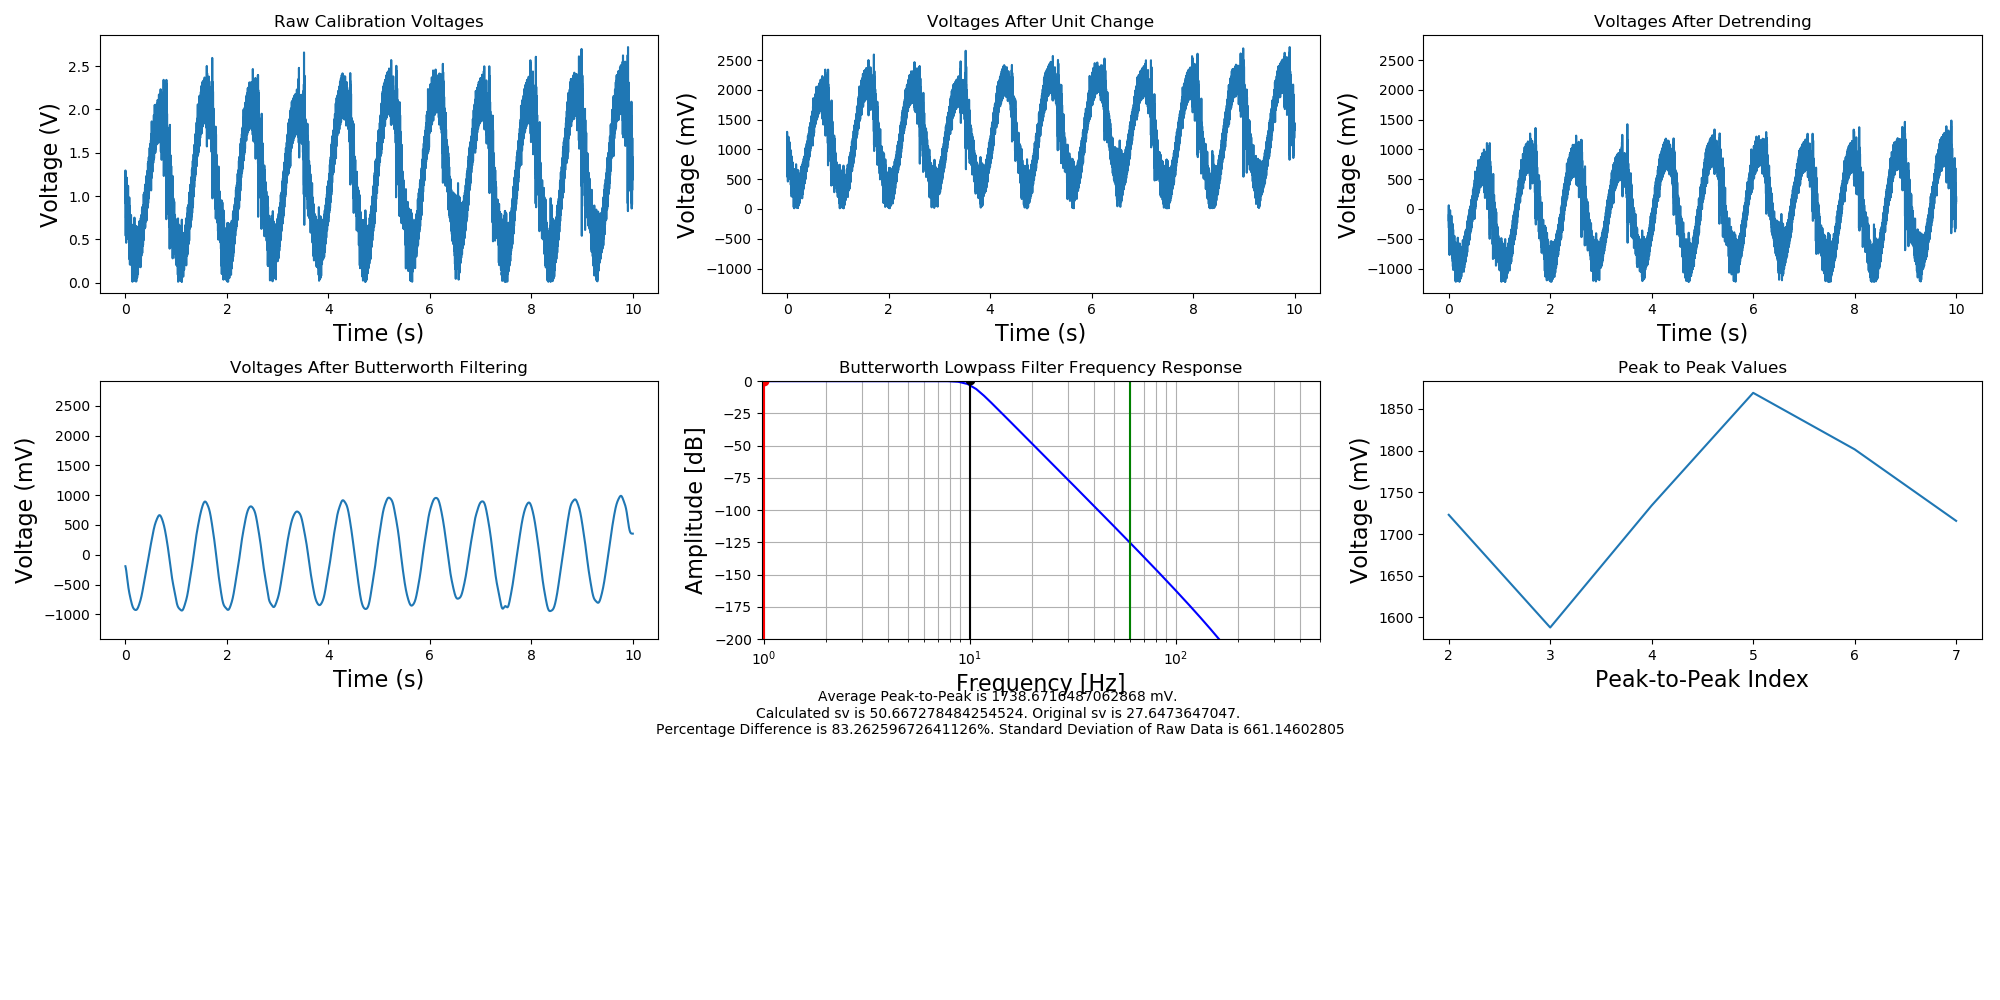 Raw Calibration Voltages
Voltage (V)
2.5
2.0
1.5
1.0
0.5
0.0
0 2 4 6 8 10
Time (s)
Voltages After Unit Change
Voltage (mV)
2500
2000
1500
1000
500
0
−500
−1000
0 2 4 6 8 10
Time (s)
Voltages After Detrending
Voltage (mV)
2500
2000
1500
1000
500
0
−500
−1000
0 2 4 6 8 10
Time (s)
Voltages After Butterworth Filtering
Voltage (mV)
2500
2000
1500
1000
500
0
−500
−1000
0 2 4 6 8 10
Time (s)
Butterworth Lowpass Filter Frequency Response
Amplitude [dB]
0
−25
−50
−75
−100
−125
−150
−175
−200
10⁰ 10¹ 10²
Frequency [Hz]
Peak to Peak Values
Voltage (mV)
1850
1800
1750
1700
1650
1600
2 3 4 5 6 7
Peak-to-Peak Index
Average Peak-to-Peak is 1738.6716487062868 mV.
Calculated sv is 50.667278484254524. Original sv is 27.6473647047.
Percentage Difference is 83.26259672641126%. Standard Deviation of Raw Data is 661.14602805